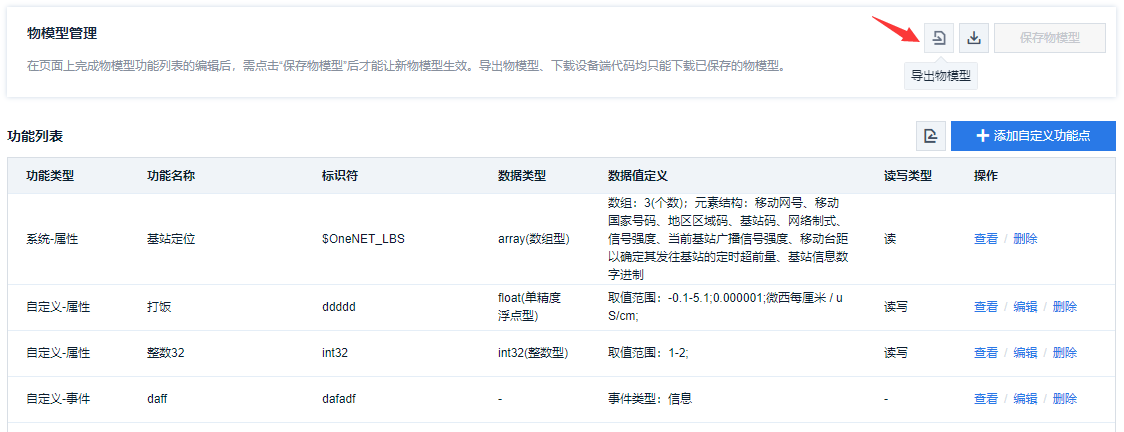 物模型管理
保存物模型
在页面上完成物模型功能列表的编辑后，需点击“保存物模型”后才能让新物模型生效。导出物模型、下载设备端代码均只能下载已保存的物模型。
导出物模型
功能列表
添加自定义功能点
功能类型 功能名称 标识符 数据类型 数据值定义 读写类型 操作
系统-属性 基站定位 $OneNET_LBS array(数组型) 数组：3(个数)；元素结构：移动网号、移动
国家号码、地区区域码、基站码、网络制式、
信号强度、当前基站广播信号强度、移动台距
以确定其发往基站的定时超前量、基站信息数
字进制 读 查看 / 删除
自定义-属性 打饭 ddddd float(单精度
浮点型) 取值范围：-0.1-5.1;0.000001;微西每厘米 / u
S/cm; 读写 查看 / 编辑 / 删除
自定义-属性 整数32 int32 int32(整数型) 取值范围：1-2; 读写 查看 / 编辑 / 删除
自定义-事件 daff dafadf - 事件类型：信息 - 查看 / 编辑 / 删除